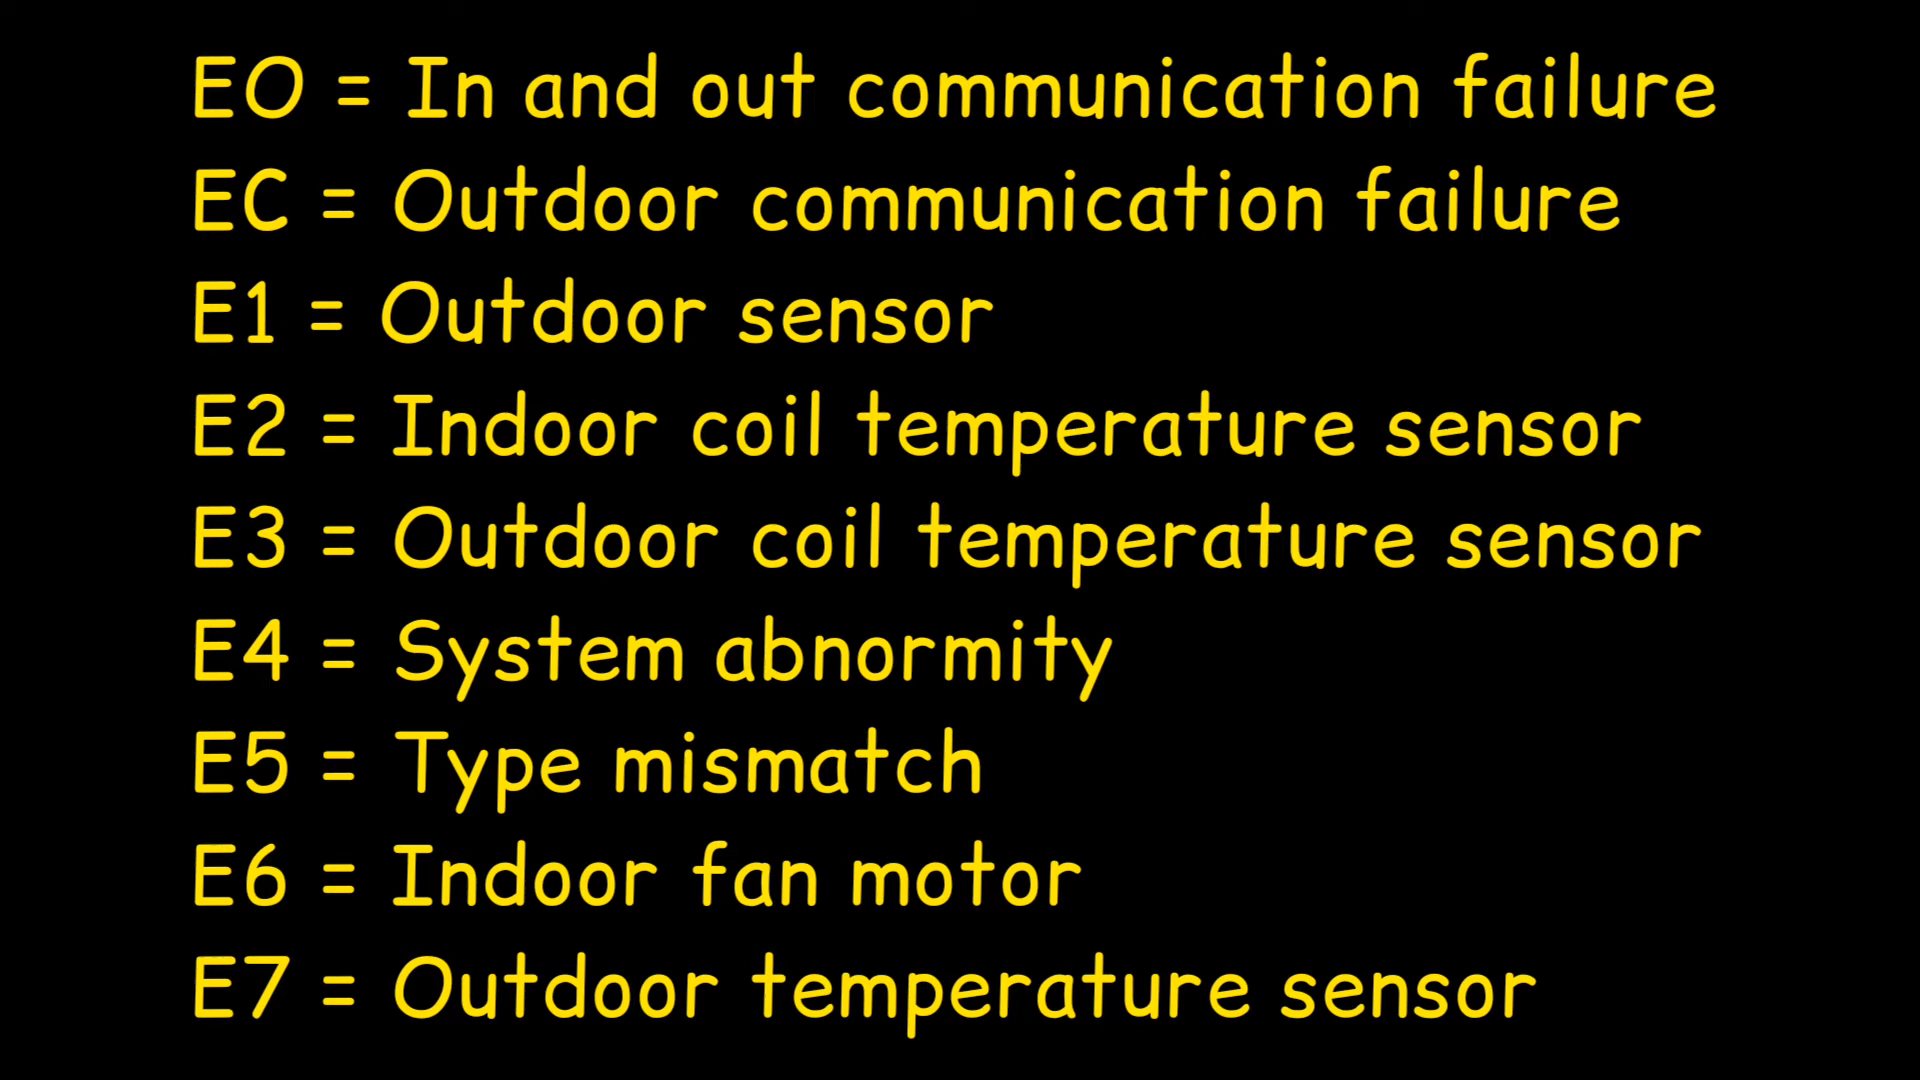 EO = In and out communication failure
EC = Outdoor communication failure
E1 = Outdoor sensor
E2 = Indoor coil temperature sensor
E3 = Outdoor coil temperature sensor
E4 = System abnormity
E5 = Type mismatch
E6 = Indoor fan motor
E7 = Outdoor temperature sensor